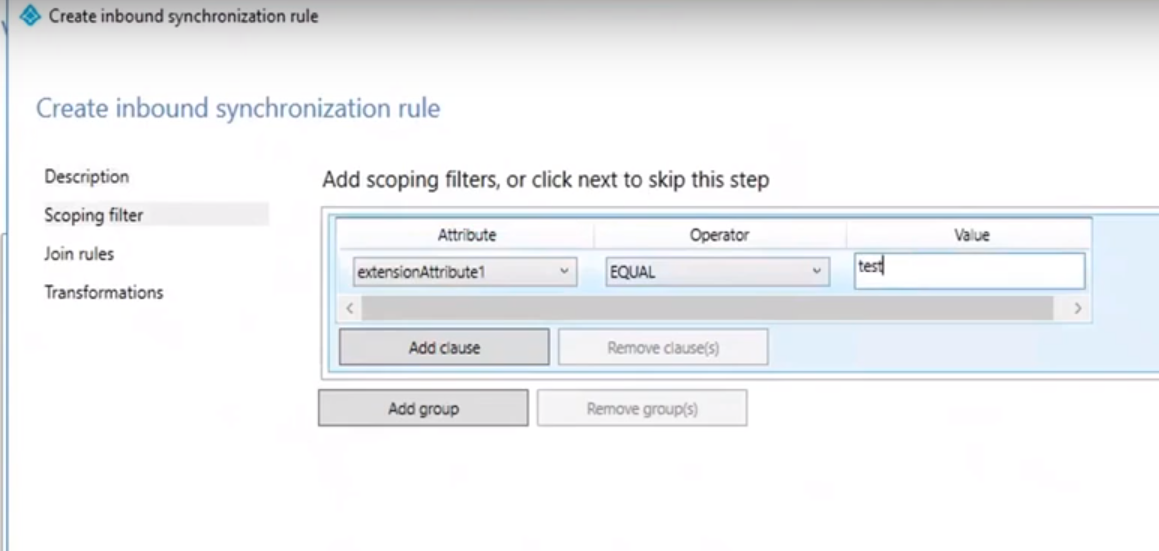 Create inbound synchronization rule
Create inbound synchronization rule
Description
Scoping filter
Join rules
Transformations
Add scoping filters, or click next to skip this step
Attribute Operator Value
extensionAttribute1 EQUAL test
Add clause Remove clause(s)
Add group Remove group(s)